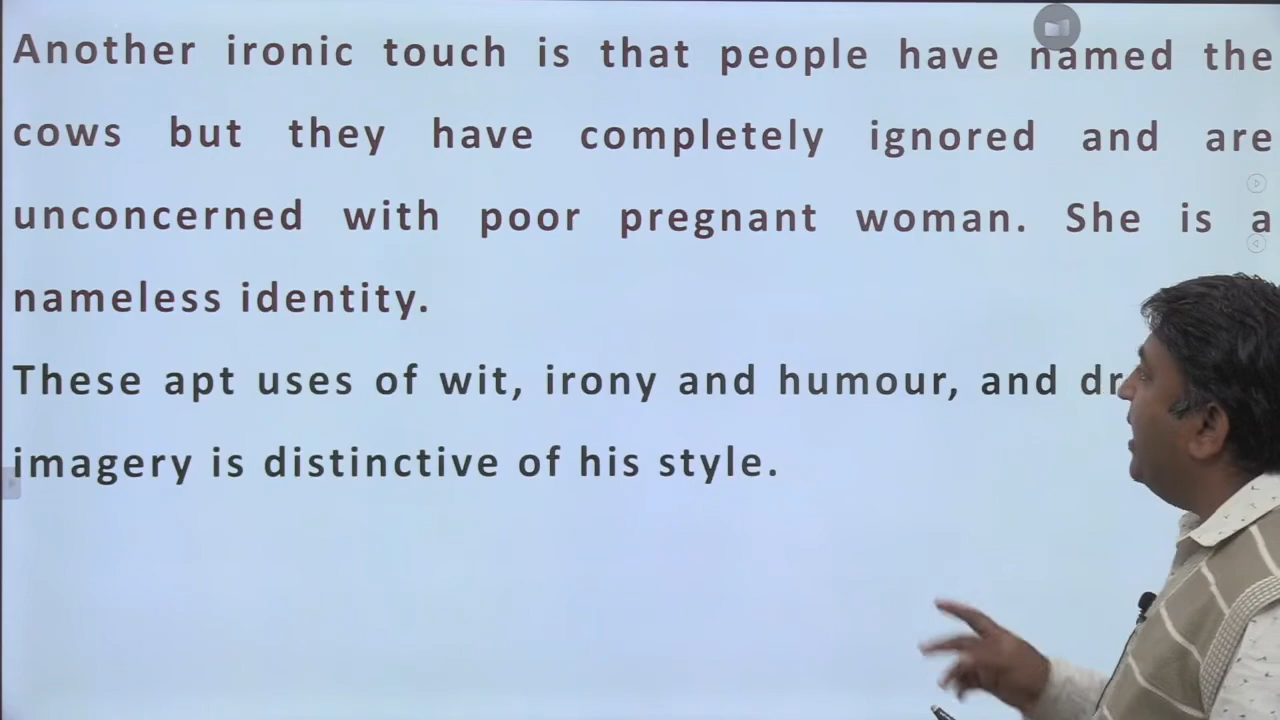 Another ironic touch is that people have named the
cows but they have completely ignored and are
unconcerned with poor pregnant woman. She is a
nameless identity.
These apt uses of wit, irony and humour, and
imagery is distinctive of his style.